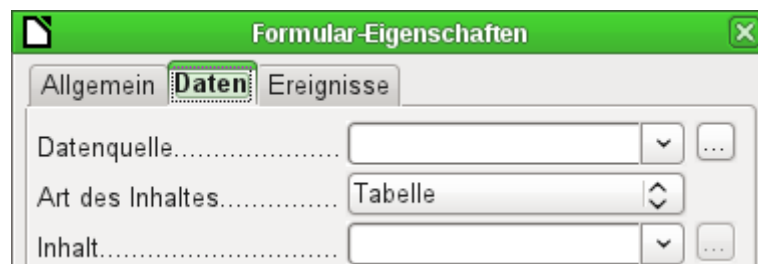 Formular-Eigenschaften
Allgemein Daten Ereignisse
Datenquelle..................... ...
Art des Inhaltes............... Tabelle
Inhalt............................. ...